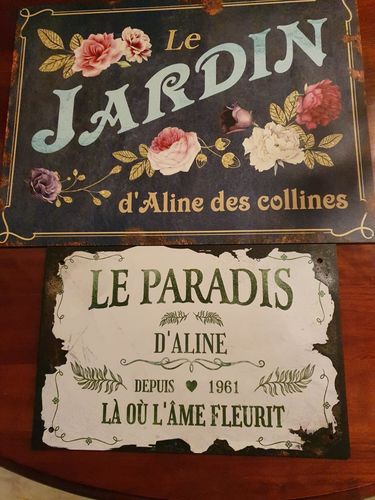 Le
JARDIN
d'Aline des collines
LE PARADIS
D'ALINE
DEPUIS ♥ 1961
LÀ OÙ L'ÂME FLEURIT